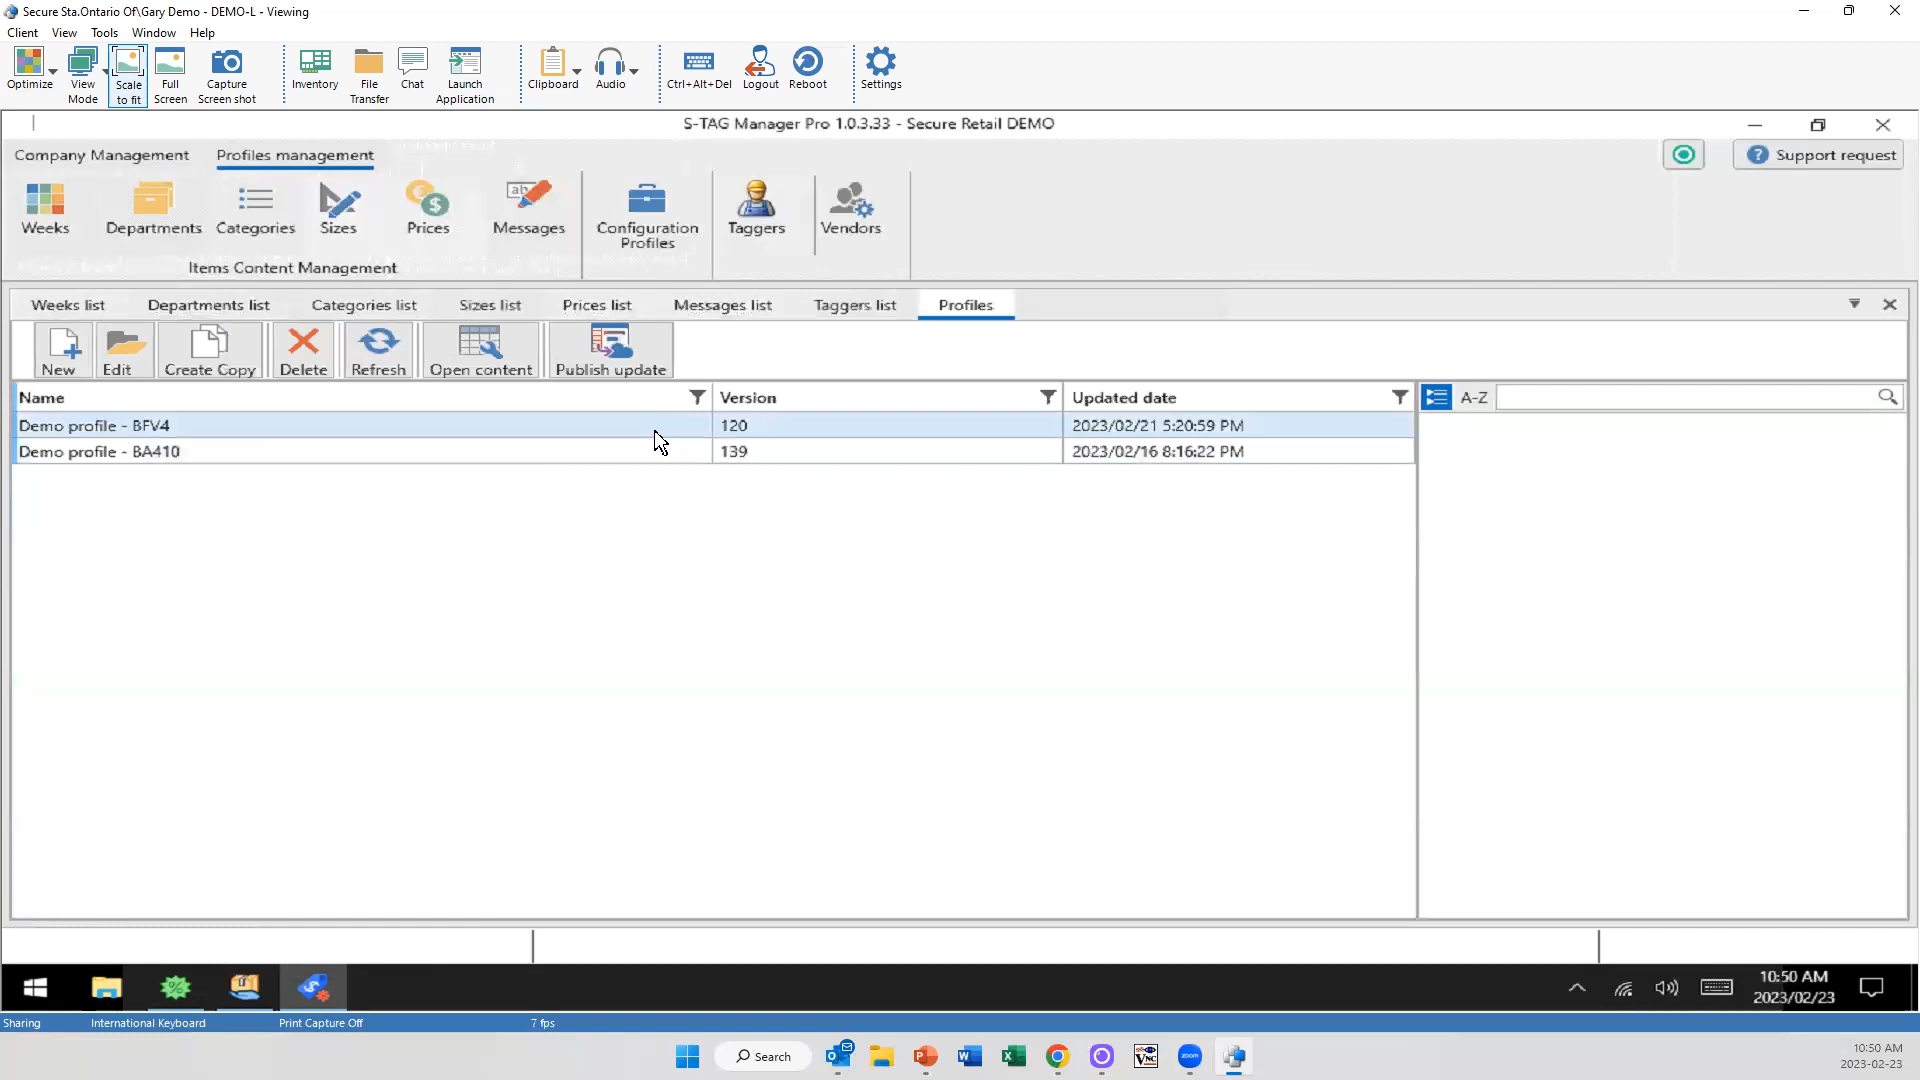 Secure Sta.Ontario Of\Gary Demo - DEMO-L - Viewing
Client View Tools Window Help
Optimize View Mode Scale to fit Full Screen Capture Screen shot Inventory File Transfer Chat Launch Application Clipboard Audio Ctrl+Alt+Del Logout Reboot Settings
S-TAG Manager Pro 1.0.3.33 - Secure Retail DEMO
Company Management Profiles management Support request
Weeks Departments Categories Sizes Prices Messages Configuration Profiles Taggers Vendors
Items Content Management
Weeks list Departments list Categories list Sizes list Prices list Messages list Taggers list Profiles
New Edit Create Copy Delete Refresh Open content Publish update
Name Version Updated date A-Z
Demo profile - BFV4 120 2023/02/21 5:20:59 PM
Demo profile - BA410 139 2023/02/16 8:16:22 PM
10:50 AM
2023/02/23
Sharing International Keyboard Print Capture Off 7 fps
Search
10:50 AM
2023-02-23